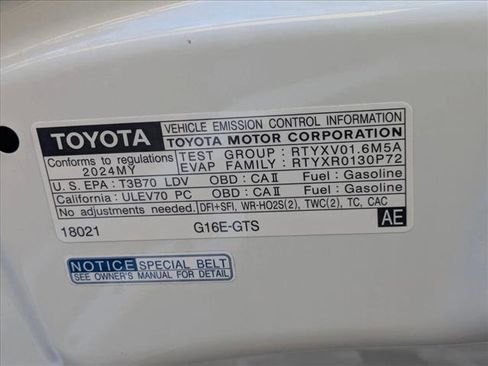 TOYOTA VEHICLE EMISSION CONTROL INFORMATION
TOYOTA MOTOR CORPORATION
Conforms to regulations TEST GROUP : RTYXV01.6M5A
2024MY EVAP FAMILY : RTYXR0130P72
U.S. EPA : T3B70 LDV OBD : CAⅡ Fuel : Gasoline
California : ULEV70 PC OBD : CAⅡ Fuel : Gasoline
No adjustments needed. DFI+SFI, WR-HO2S(2), TWC(2), TC, CAC
18021 G16E-GTS AE
NOTICE SPECIAL BELT
SEE OWNER'S MANUAL FOR DETAIL